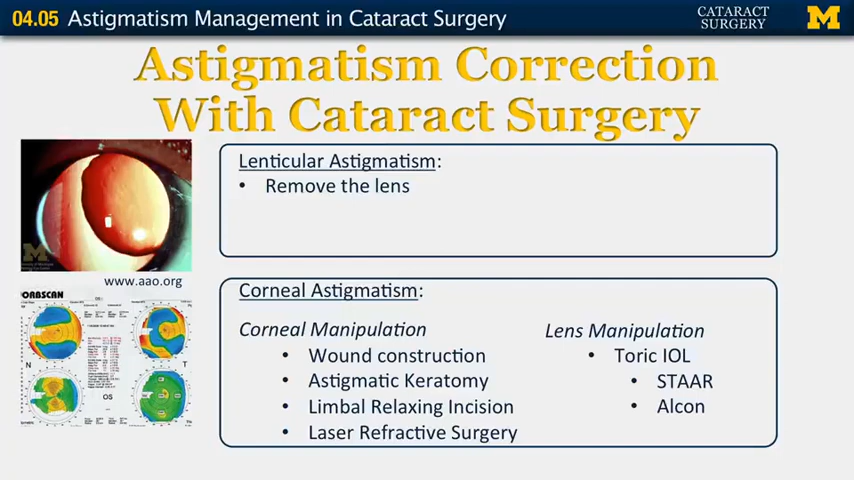 04.05 Astigmatism Management in Cataract Surgery
CATARACT
SURGERY
M
Astigmatism Correction
With Cataract Surgery
Lenticular Astigmatism:
• Remove the lens
www.aao.org
ORBSCAN
N
T
OS
Corneal Astigmatism:
Corneal Manipulation
• Wound construction
• Astigmatic Keratomy
• Limbal Relaxing Incision
• Laser Refractive Surgery
Lens Manipulation
• Toric IOL
• STAAR
• Alcon